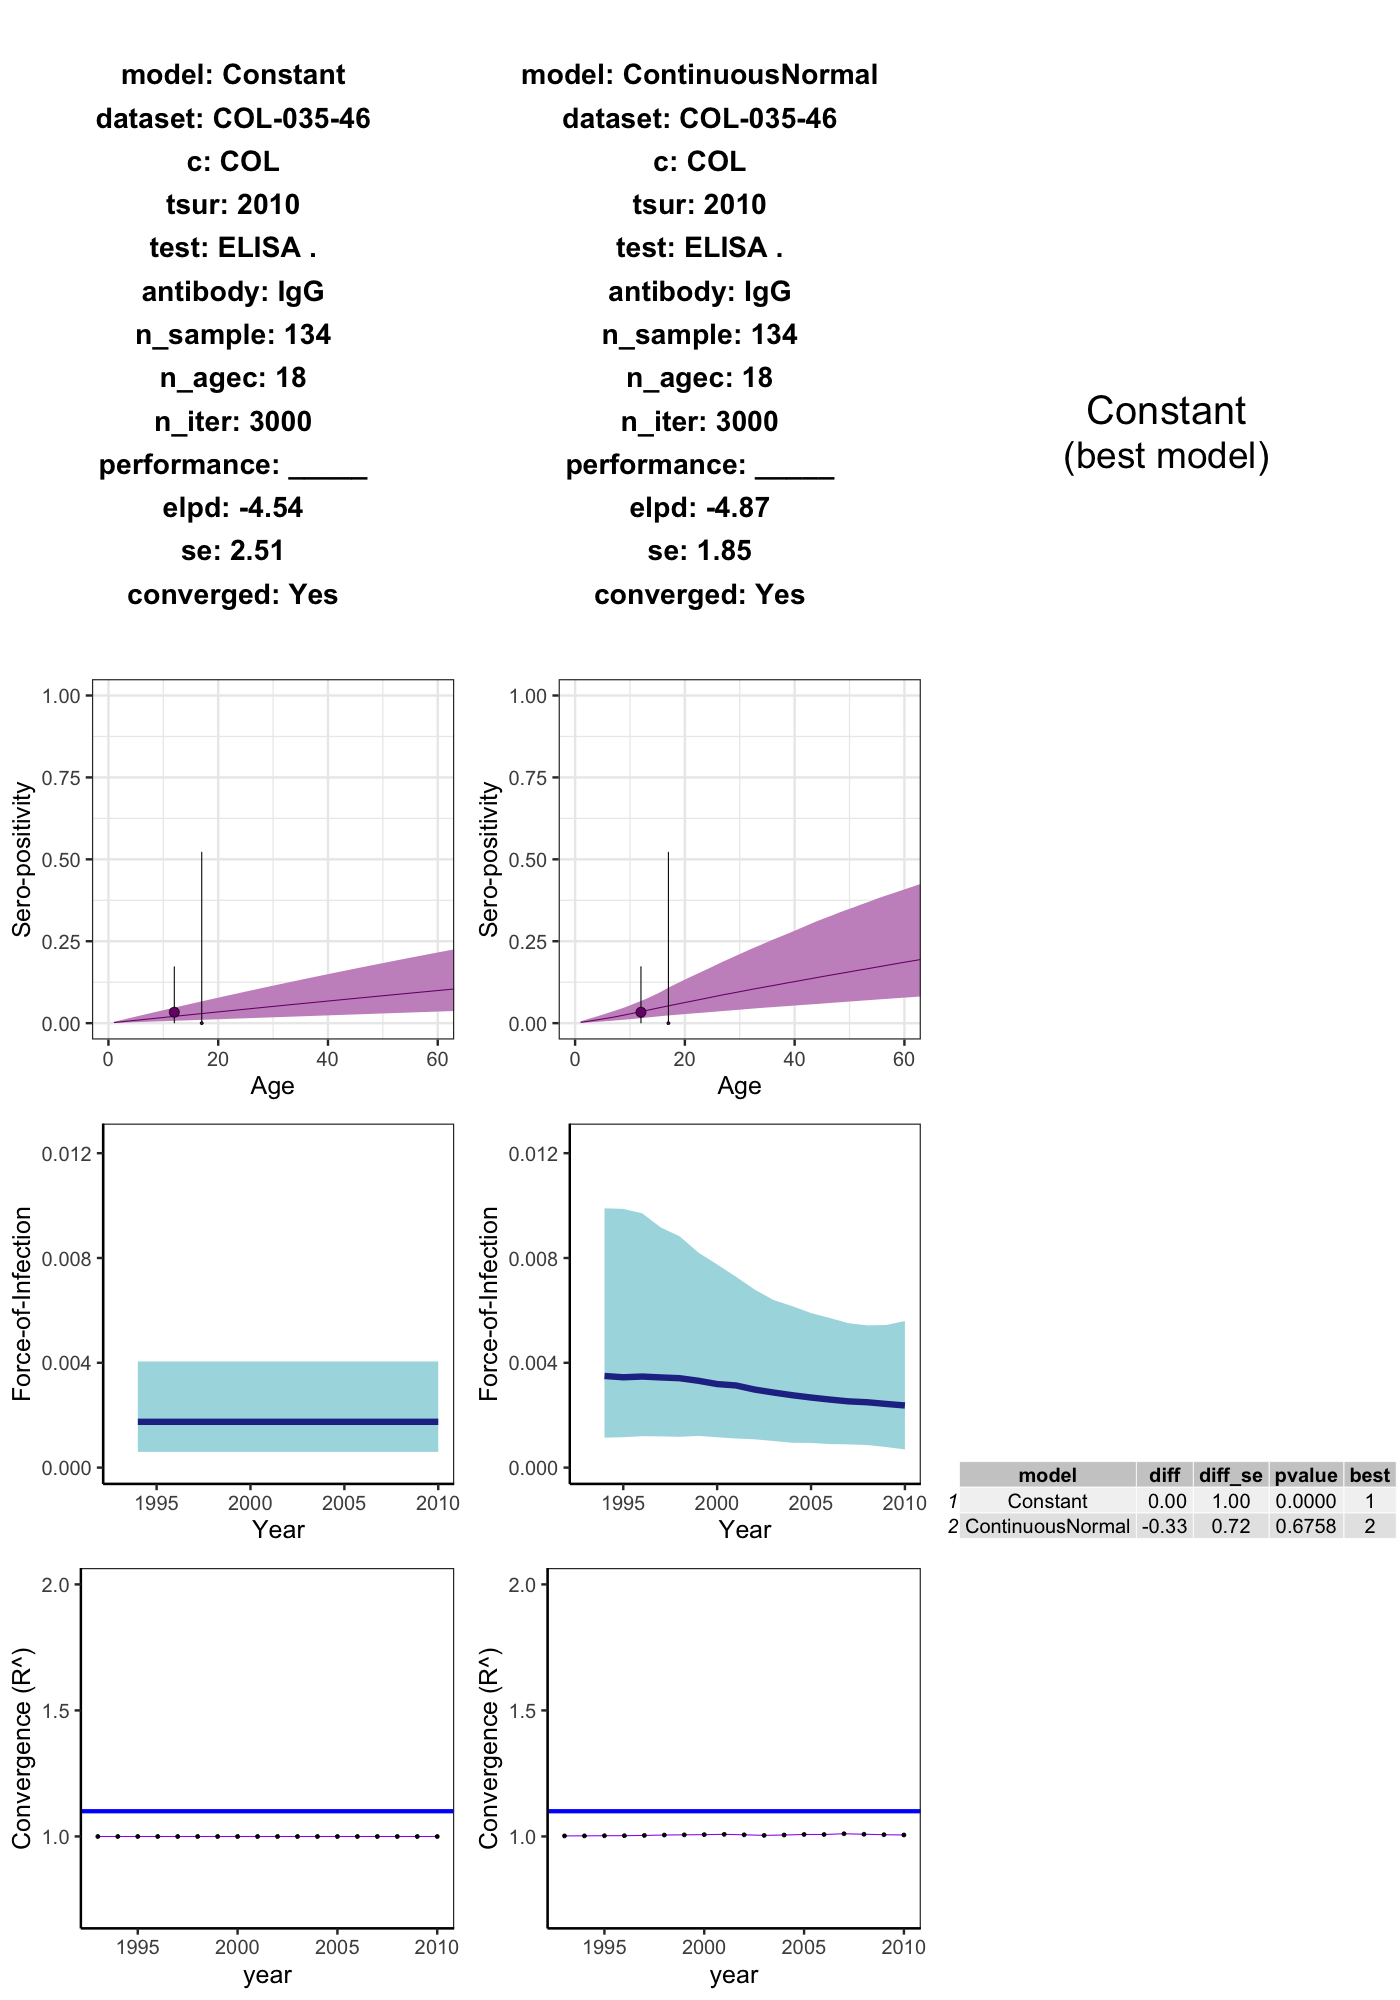 model: Constant
dataset: COL-035-46
c: COL
tsur: 2010
test: ELISA .
antibody: IgG
n_sample: 134
n_agec: 18
n_iter: 3000
performance: _____
elpd: -4.54
se: 2.51
converged: Yes
model: ContinuousNormal
dataset: COL-035-46
c: COL
tsur: 2010
test: ELISA .
antibody: IgG
n_sample: 134
n_agec: 18
n_iter: 3000
performance: _____
elpd: -4.87
se: 1.85
converged: Yes
Constant
(best model)
Sero-positivity
1.00
0.75
0.50
0.25
0.00
0 20 40 60
Age
Sero-positivity
1.00
0.75
0.50
0.25
0.00
0 20 40 60
Age
Force-of-Infection
0.012
0.008
0.004
0.000
1995 2000 2005 2010
Year
Force-of-Infection
0.012
0.008
0.004
0.000
1995 2000 2005 2010
Year
model diff diff_se pvalue best
1 Constant 0.00 1.00 0.0000 1
2 ContinuousNormal -0.33 0.72 0.6758 2
Convergence (R^)
2.0
1.5
1.0
1995 2000 2005 2010
year
Convergence (R^)
2.0
1.5
1.0
1995 2000 2005 2010
year